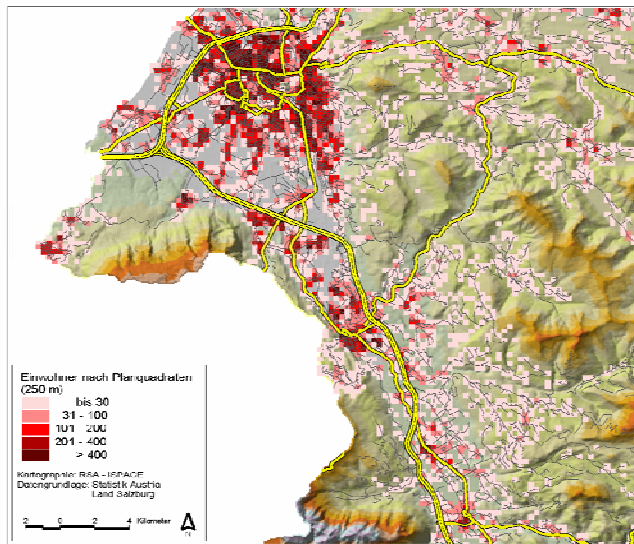 Einwohner nach Planquadraten
(250 m)
bis 30
31 - 100
101 - 200
201 - 400
> 400
Kartographie: RSA - iSPACE
Datengrundlage: Statistik Austria
Land Salzburg
2 0 2 4 Kilometer
N